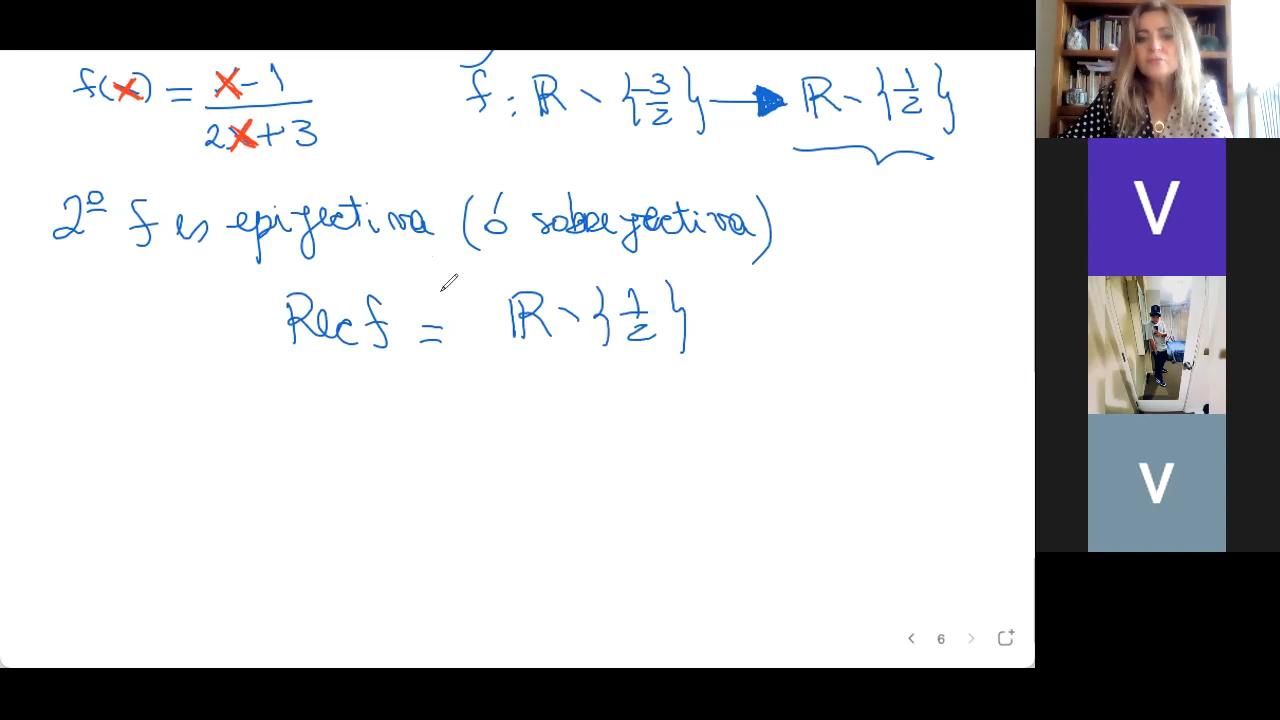 f(x) = (x-1)/(2x+3)    f : ℝ \ {-3/2} → ℝ \ {1/2}
2º f es epiyectiva (ó sobreyectiva)
Rec f = ℝ \ {1/2}
6
V
V